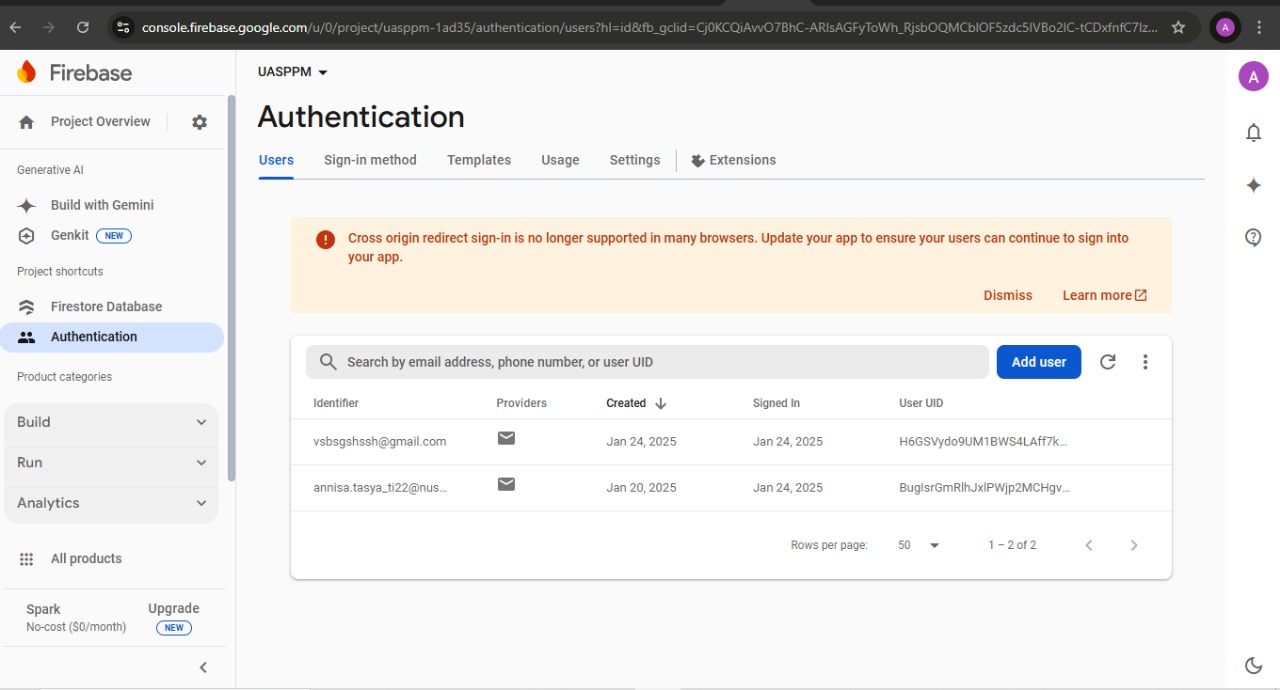 console.firebase.google.com/u/0/project/uasppm-1ad35/authentication/users?hl=id&fb_gclid=Cj0KCQiAvvO7BhC-ARIsAGFyToWh_RjsbOQMCbIOF5zdc5IVBo2IC-tCDxfnfC7Iz...
A
Firebase
Project Overview
Generative AI
Build with Gemini
Genkit NEW
Project shortcuts
Firestore Database
Authentication
Product categories
Build
Run
Analytics
All products
Spark
No-cost ($0/month)
Upgrade
NEW
UASPPM
A
Authentication
Users Sign-in method Templates Usage Settings Extensions
Cross origin redirect sign-in is no longer supported in many browsers. Update your app to ensure your users can continue to sign into
your app.
Dismiss Learn more
Search by email address, phone number, or user UID
Add user
Identifier Providers Created Signed In User UID
vsbsgshssh@gmail.com Jan 24, 2025 Jan 24, 2025 H6GSVydo9UM1BWS4LAff7k...
annisa.tasya_ti22@nus... Jan 20, 2025 Jan 24, 2025 BugIsrGmRlhJxlPWjp2MCHgv...
Rows per page: 50 1 – 2 of 2